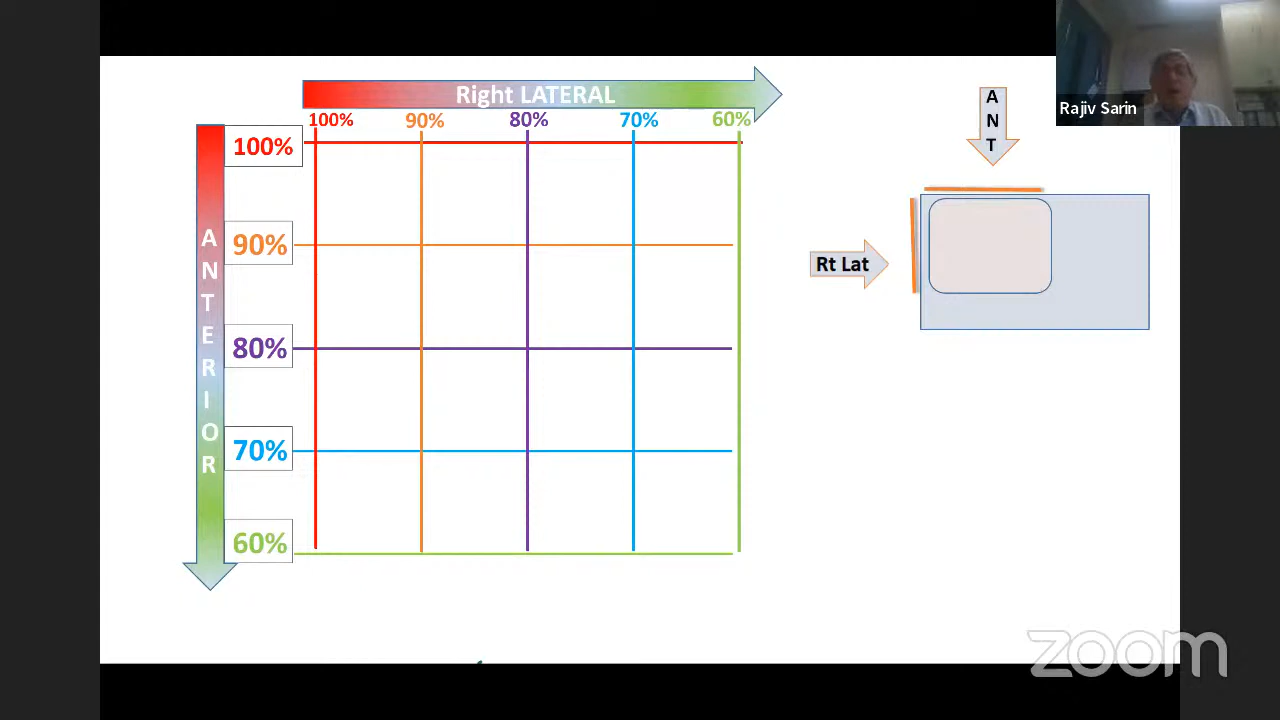 Right LATERAL
100% 90% 80% 70% 60%
ANTERIOR
100%
90%
80%
70%
60%
ANT
Rt Lat
Rajiv Sarin
zoom